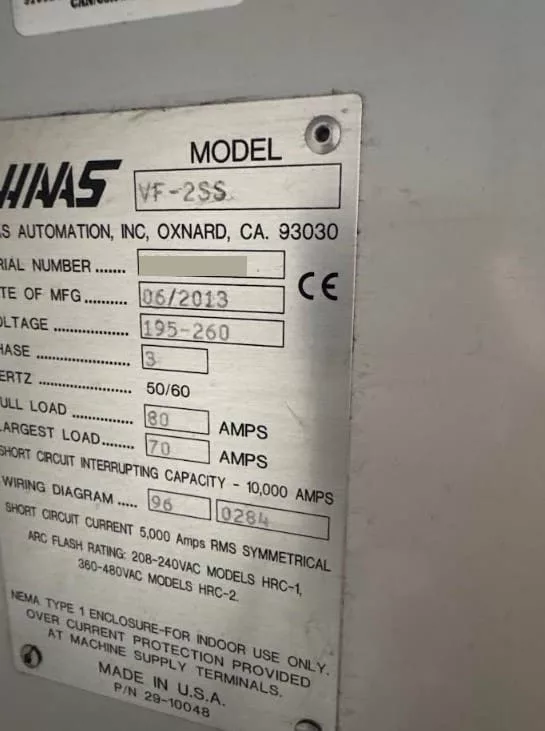 MODEL
HAAS
VF-2SS
AS AUTOMATION, INC, OXNARD, CA. 93030
RIAL NUMBER .......
TE OF MFG.......... 06/2013
CE
OLTAGE .................. 195-260
HASE ...................... 3
ERTZ ...................... 50/60
ULL LOAD ............... 80 AMPS
LARGEST LOAD........ 70 AMPS
SHORT CIRCUIT INTERRUPTING CAPACITY - 10,000 AMPS
WIRING DIAGRAM ..... 96 0284
SHORT CIRCUIT CURRENT 5,000 Amps RMS SYMMETRICAL
ARC FLASH RATING: 208-240VAC MODELS HRC-1,
360-480VAC MODELS HRC-2.
NEMA TYPE 1 ENCLOSURE-FOR INDOOR USE ONLY.
OVER CURRENT PROTECTION PROVIDED
AT MACHINE SUPPLY TERMINALS.
MADE IN U.S.A.
P/N 29-10048